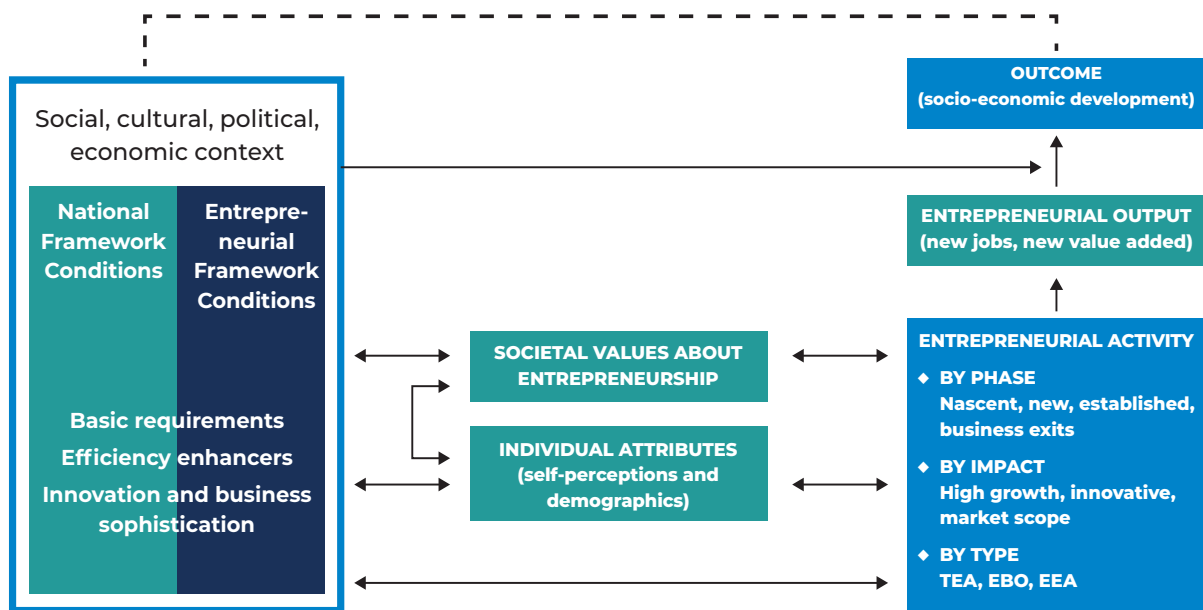 Social, cultural, political,
economic context
National
Framework
Conditions
Entrepre-
neurial
Framework
Conditions
Basic requirements
Efficiency enhancers
Innovation and business
sophistication
SOCIETAL VALUES ABOUT
ENTREPRENEURSHIP
INDIVIDUAL ATTRIBUTES
(self-perceptions and
demographics)
OUTCOME
(socio-economic development)
ENTREPRENEURIAL OUTPUT
(new jobs, new value added)
ENTREPRENEURIAL ACTIVITY
◆ BY PHASE
Nascent, new, established,
business exits
◆ BY IMPACT
High growth, innovative,
market scope
◆ BY TYPE
TEA, EBO, EEA